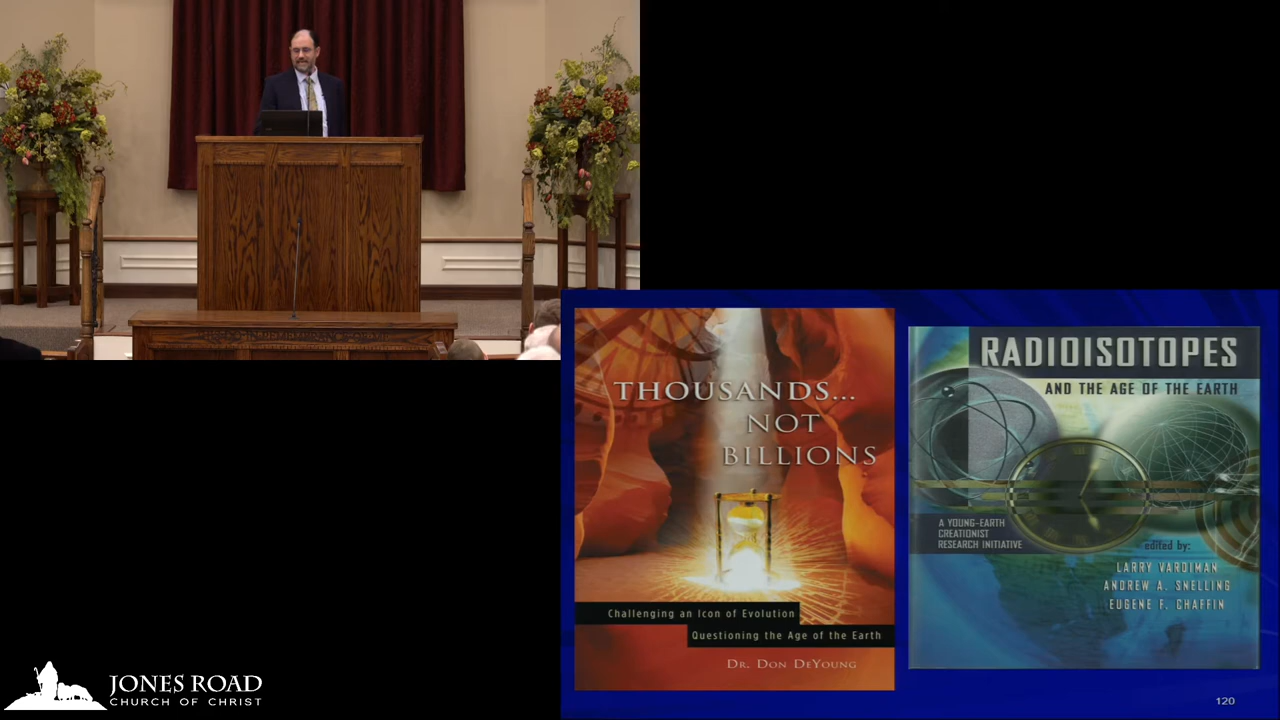 THOUSANDS...
NOT
BILLIONS
Challenging an Icon of Evolution
Questioning the Age of the Earth
DR. DON DEYOUNG
RADIOISOTOPES
AND THE AGE OF THE EARTH
A YOUNG-EARTH
CREATIONIST
RESEARCH INITIATIVE
edited by:
LARRY VARDIMAN
ANDREW A. SNELLING
EUGENE F. CHAFFIN
120
JONES ROAD
CHURCH OF CHRIST